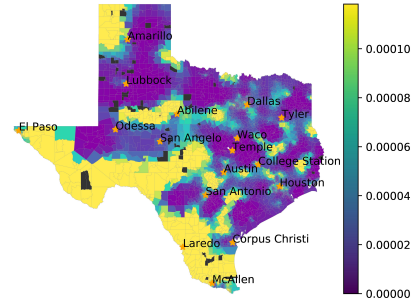 Amarillo
0.00010
Lubbock
0.00008
Dallas
Abilene
Tyler
El Paso
Odessa
0.00006
San Angelo
Waco
Temple
College Station
0.00004
Austin
Houston
San Antonio
0.00002
Laredo
Corpus Christi
McAllen
0.00000